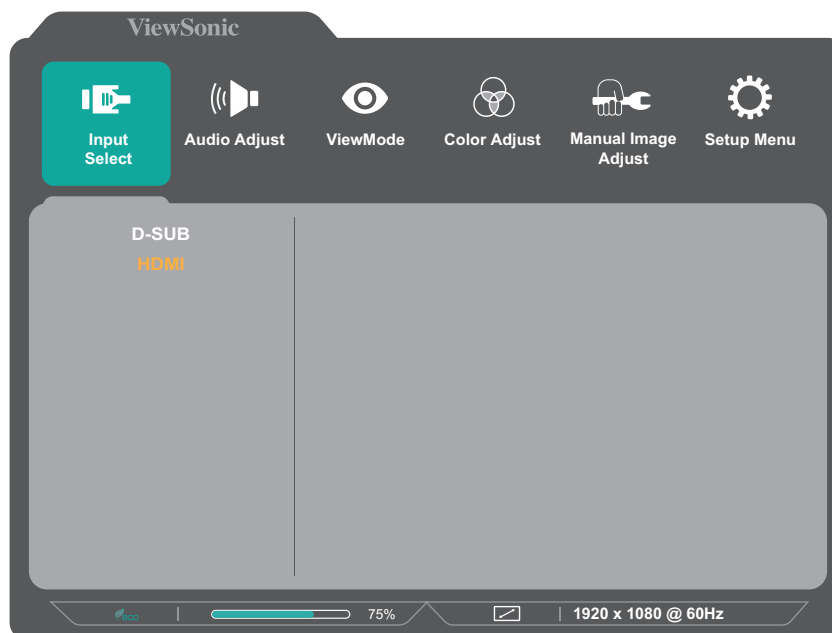 ViewSonic
Input
Select
Audio Adjust
ViewMode
Color Adjust
Manual Image
Adjust
Setup Menu
D-SUB
HDMI
ECO
75%
1920 x 1080 @ 60Hz